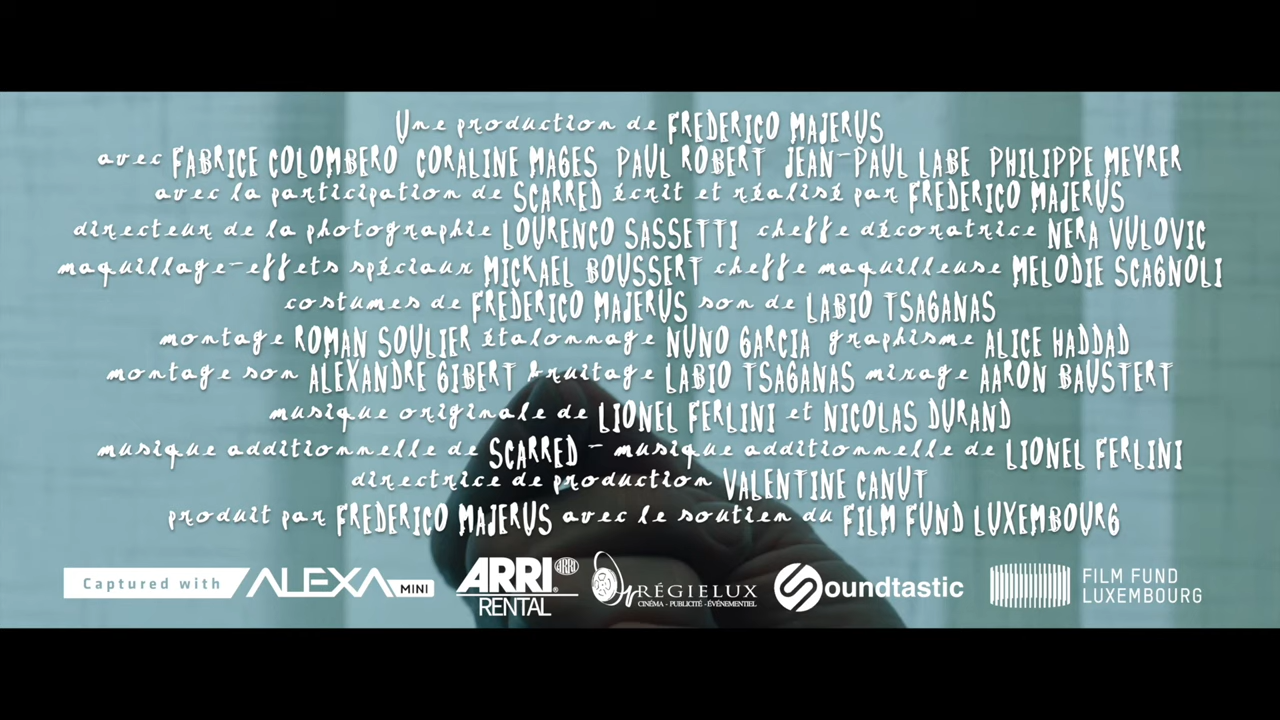 Une production de FREDERICO MAJERUS
avec FABRICE COLOMBERO CORALINE MAGES PAUL ROBERT JEAN-PAUL LABE PHILIPPE MEYRER
avec la participation de SCARRED écrit et réalisé par FREDERICO MAJERUS
directeur de la photographie LOURENCO SASSETTI cheffe décoratrice NERA VULOVIC
maquillage-effets spéciaux MICKAEL BOUSSERT cheffe maquilleuse MELODIE SCAGNOLI
costumes de FREDERICO MAJERUS son de LABIO TSAGANAS
montage ROMAN SOULIER étalonnage NUNO GARCIA graphisme ALICE HADDAD
montage son ALEXANDRE GIBERT bruitage LABIO TSAGANAS mixage AARON BAUSTERT
musique originale de LIONEL FERLINI et NICOLAS DURAND
musique additionnelle de SCARRED - musique additionnelle de LIONEL FERLINI
directrice de production VALENTINE CANUT
produit par FREDERICO MAJERUS avec le soutien du FILM FUND LUXEMBOURG
Captured with ALEXA MINI
ARRI ARRI
RENTAL
RÉGIELUX
CINÉMA - PUBLICITÉ - ÉVÉNEMENTIEL
Soundtastic
FILM FUND
LUXEMBOURG